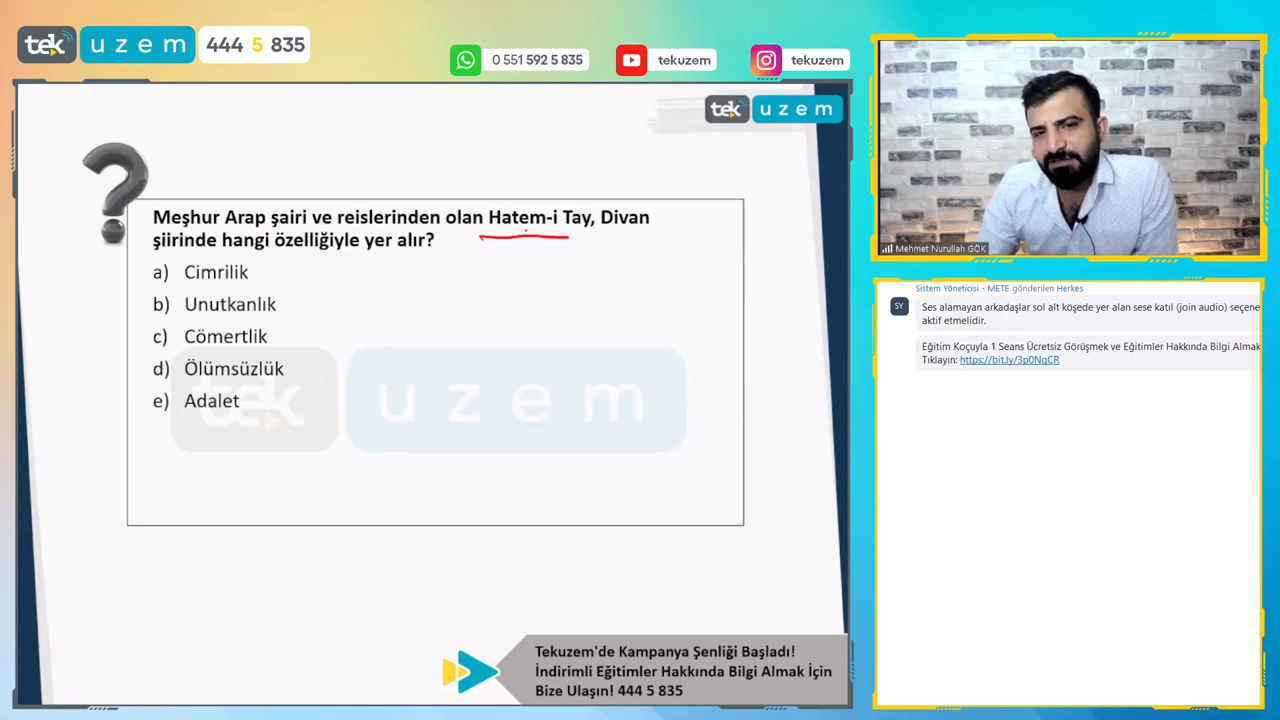 tek uzem 444 5 835
0 551 592 5 835
tekuzem
tekuzem
tek uzem
Meşhur Arap şairi ve reislerinden olan Hatem-i Tay, Divan
şiirinde hangi özelliğiyle yer alır?
a) Cimrilik
b) Unutkanlık
c) Cömertlik
d) Ölümsüzlük
e) Adalet
tek uzem
Tekuzem'de Kampanya Şenliği Başladı!
İndirimli Eğitimler Hakkında Bilgi Almak İçin
Bize Ulaşın! 444 5 835
Mehmet Nurullah GÖK
Sistem Yöneticisi - METE gönderilen Herkes
SY
Ses alamayan arkadaşlar sol alt köşede yer alan sese katıl (join audio) seçene
aktif etmelidir.
Eğitim Koçuyla 1 Seans Ücretsiz Görüşmek ve Eğitimler Hakkında Bilgi Almak
Tıklayın: https://bit.ly/3p0NqCR